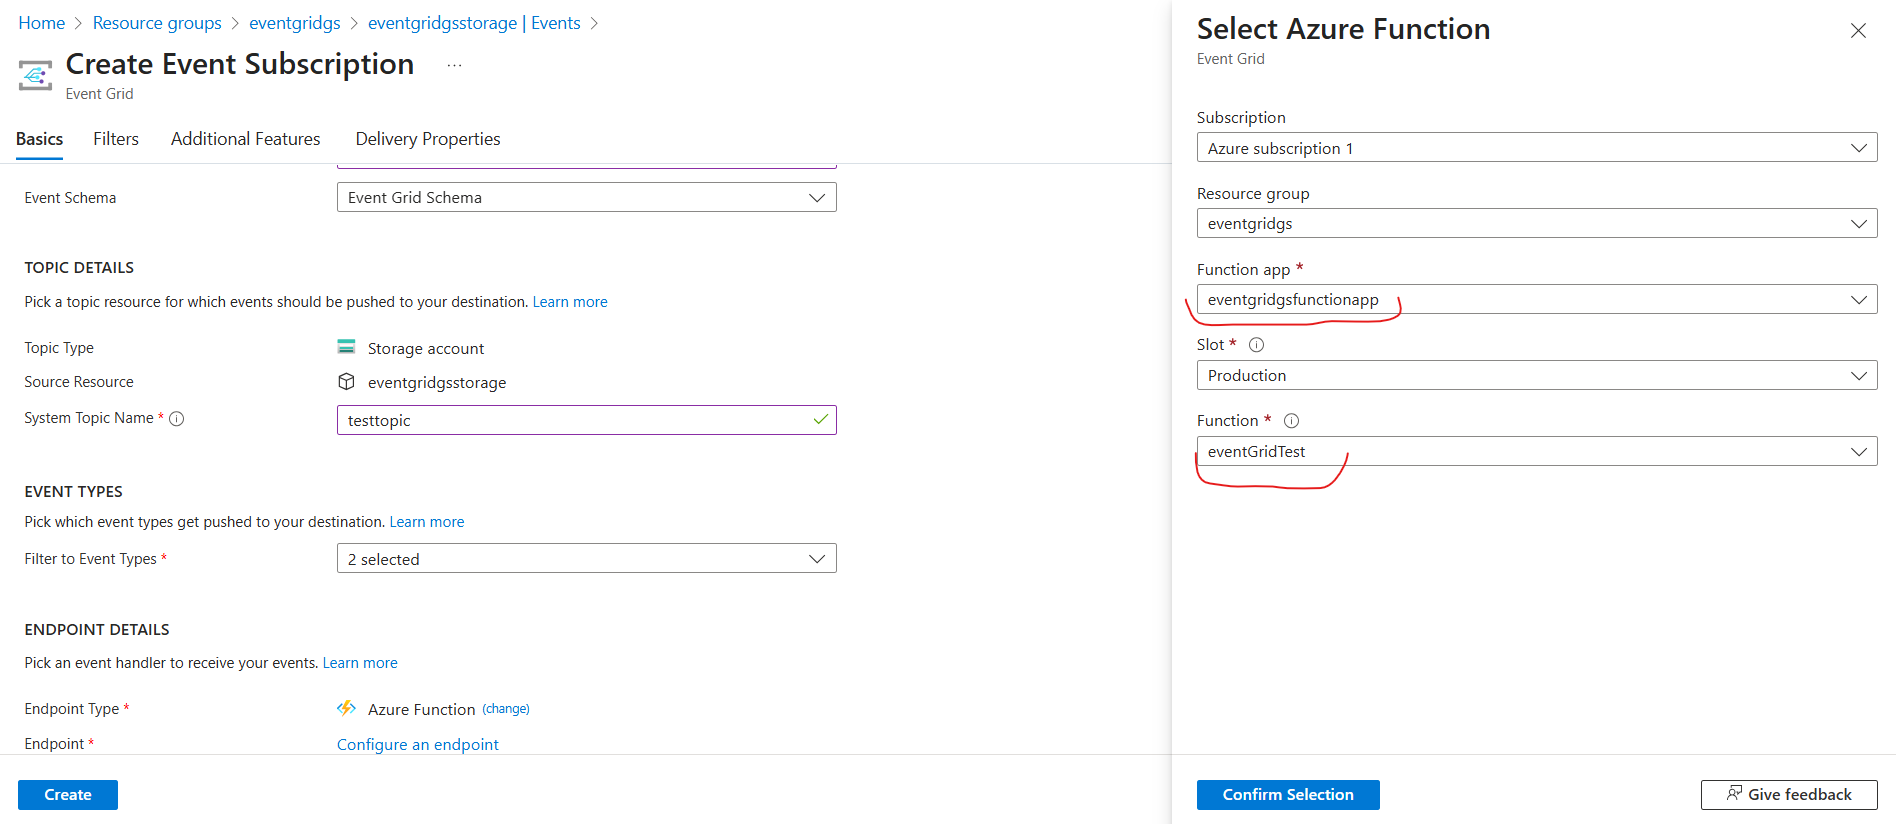 Home > Resource groups > eventgridgs > eventgridgsstorage | Events >
Create Event Subscription ...
Event Grid
Basics Filters Additional Features Delivery Properties
Event Schema Event Grid Schema
TOPIC DETAILS
Pick a topic resource for which events should be pushed to your destination. Learn more
Topic Type Storage account
Source Resource eventgridgsstorage
System Topic Name * testtopic
EVENT TYPES
Pick which event types get pushed to your destination. Learn more
Filter to Event Types * 2 selected
ENDPOINT DETAILS
Pick an event handler to receive your events. Learn more
Endpoint Type * Azure Function (change)
Endpoint * Configure an endpoint
Create
Select Azure Function
Event Grid
Subscription
Azure subscription 1
Resource group
eventgridgs
Function app *
eventgridgsfunctionapp
Slot *
Production
Function *
eventGridTest
Confirm Selection
Give feedback